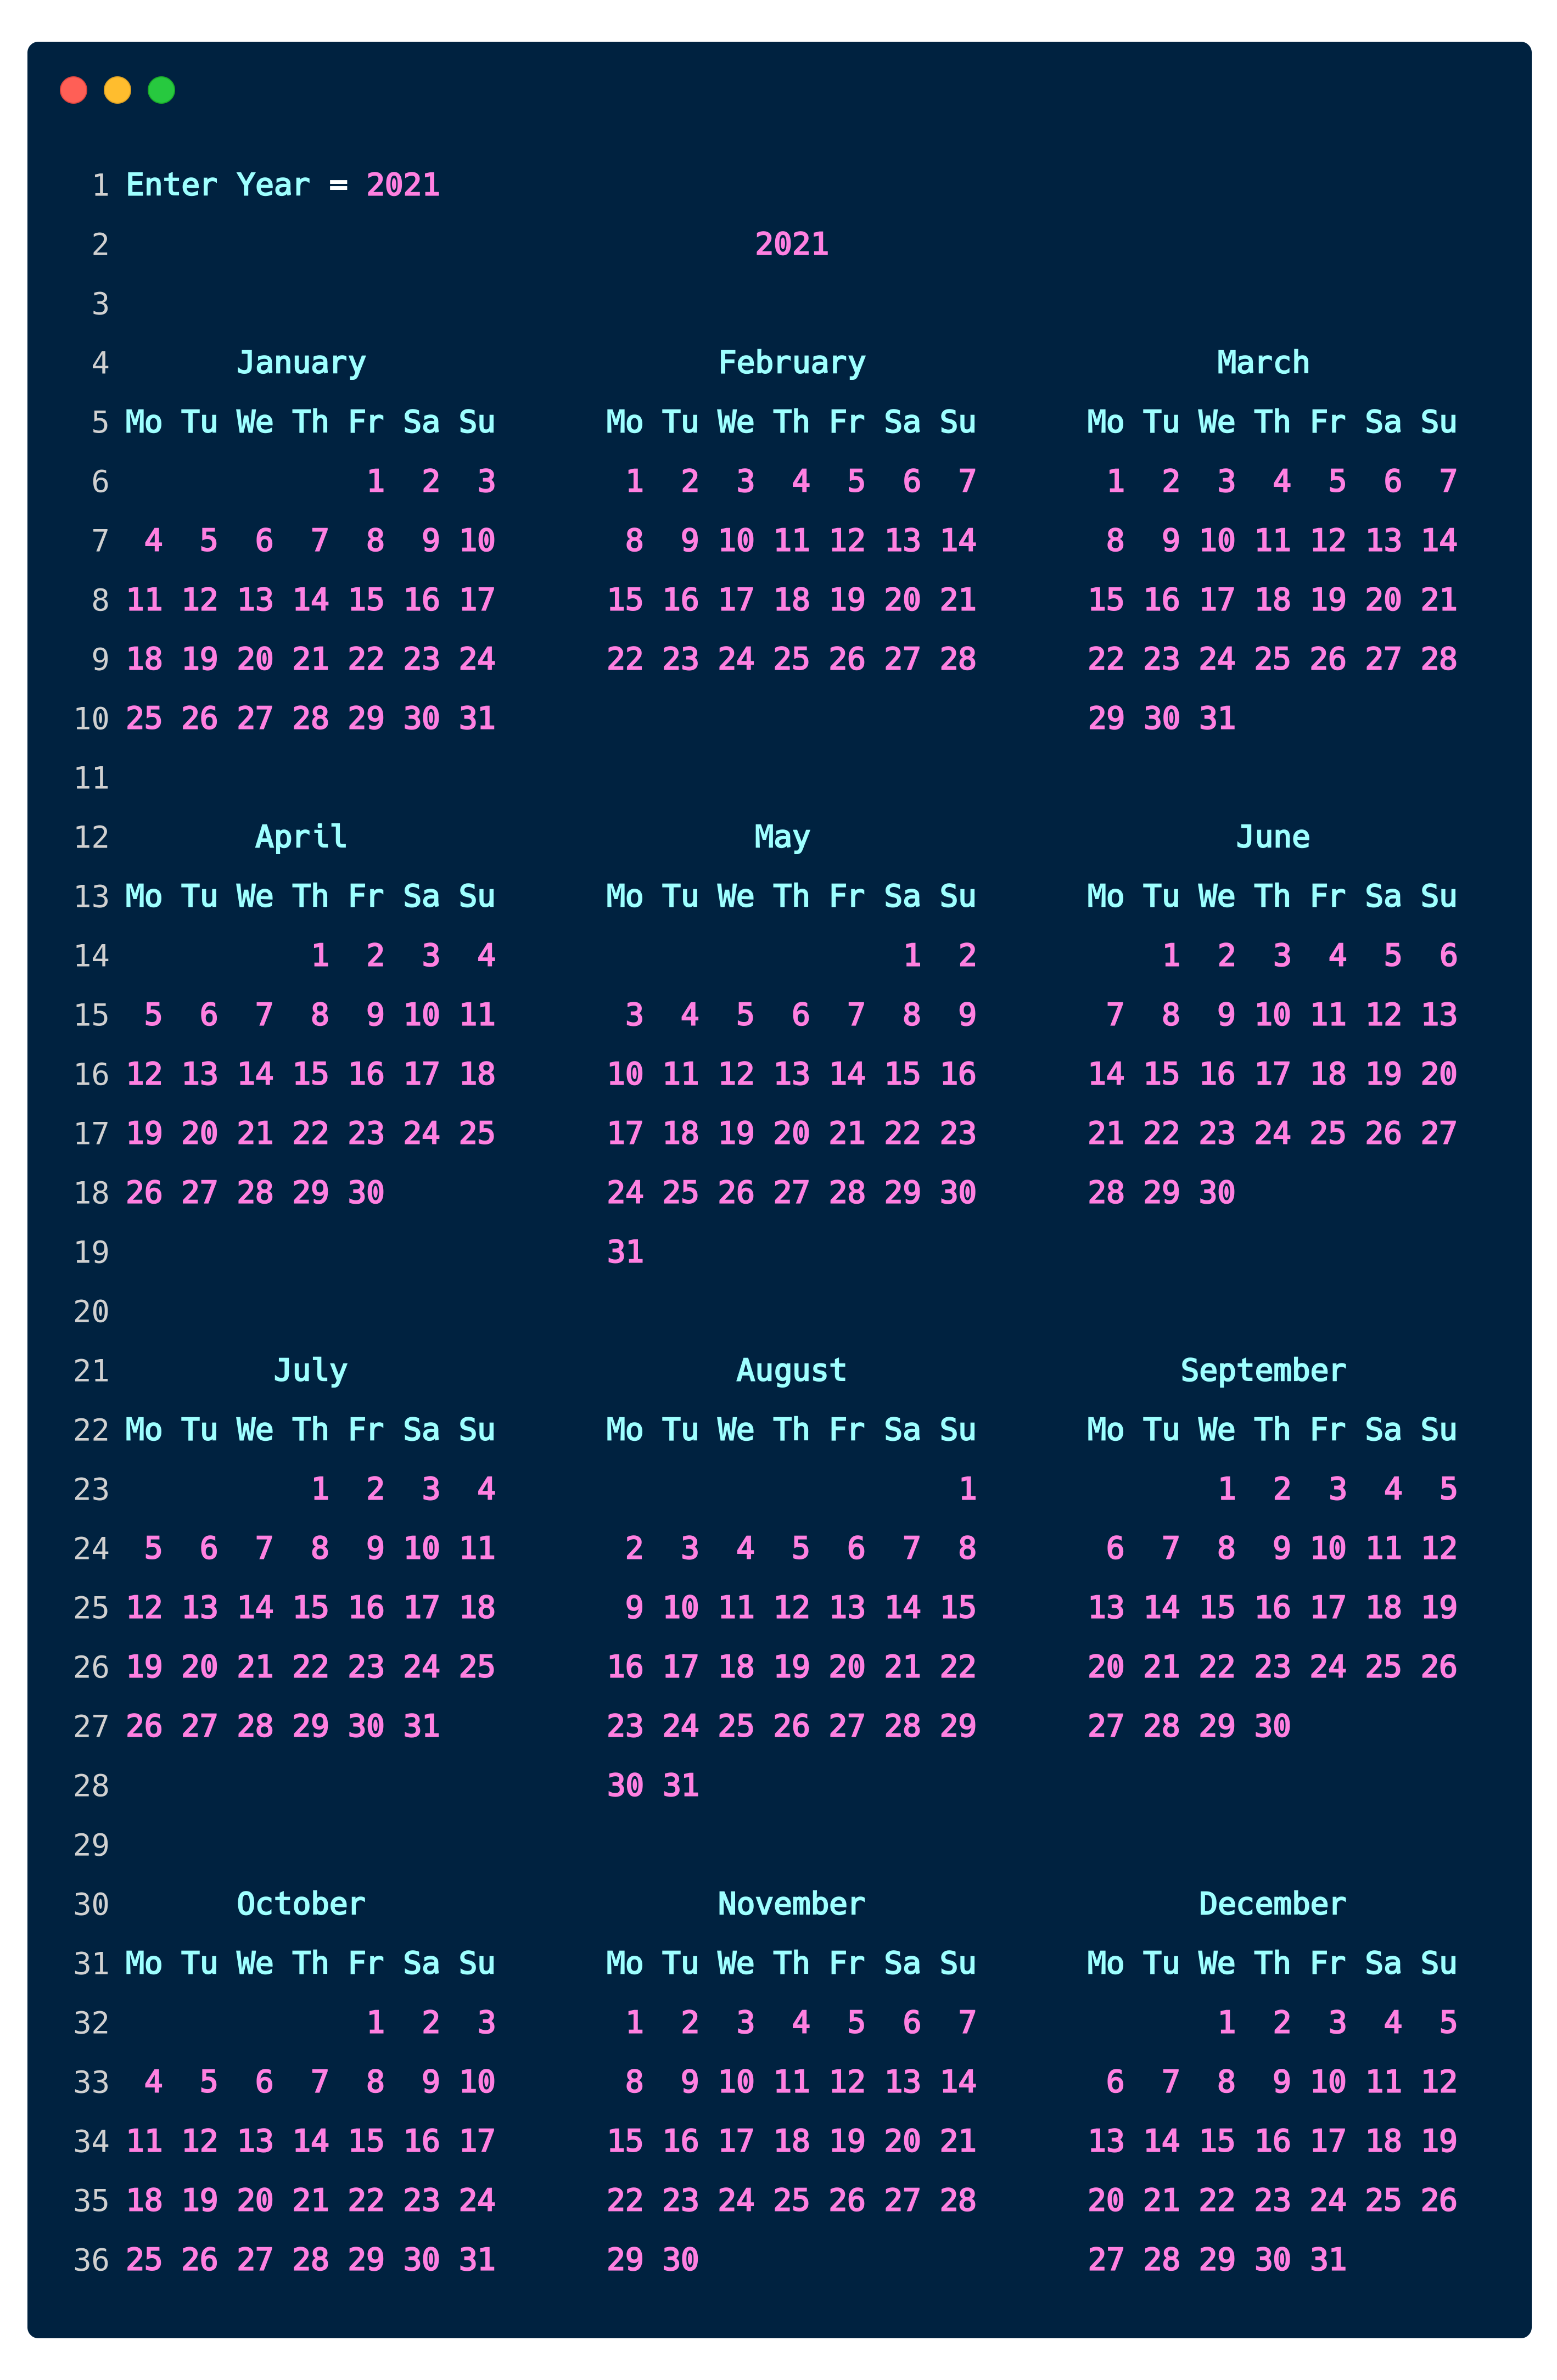 1 Enter Year = 2021
2                                   2021
3
4       January                   February                   March
5 Mo Tu We Th Fr Sa Su      Mo Tu We Th Fr Sa Su      Mo Tu We Th Fr Sa Su
6              1  2  3       1  2  3  4  5  6  7       1  2  3  4  5  6  7
7  4  5  6  7  8  9 10       8  9 10 11 12 13 14       8  9 10 11 12 13 14
8 11 12 13 14 15 16 17      15 16 17 18 19 20 21      15 16 17 18 19 20 21
9 18 19 20 21 22 23 24      22 23 24 25 26 27 28      22 23 24 25 26 27 28
10 25 26 27 28 29 30 31                                29 30 31
11
12        April                      May                       June
13 Mo Tu We Th Fr Sa Su      Mo Tu We Th Fr Sa Su      Mo Tu We Th Fr Sa Su
14           1  2  3  4                      1  2          1  2  3  4  5  6
15  5  6  7  8  9 10 11       3  4  5  6  7  8  9       7  8  9 10 11 12 13
16 12 13 14 15 16 17 18      10 11 12 13 14 15 16      14 15 16 17 18 19 20
17 19 20 21 22 23 24 25      17 18 19 20 21 22 23      21 22 23 24 25 26 27
18 26 27 28 29 30            24 25 26 27 28 29 30      28 29 30
19                           31
20
21         July                     August                  September
22 Mo Tu We Th Fr Sa Su      Mo Tu We Th Fr Sa Su      Mo Tu We Th Fr Sa Su
23           1  2  3  4                         1             1  2  3  4  5
24  5  6  7  8  9 10 11       2  3  4  5  6  7  8       6  7  8  9 10 11 12
25 12 13 14 15 16 17 18       9 10 11 12 13 14 15      13 14 15 16 17 18 19
26 19 20 21 22 23 24 25      16 17 18 19 20 21 22      20 21 22 23 24 25 26
27 26 27 28 29 30 31         23 24 25 26 27 28 29      27 28 29 30
28                           30 31
29
30       October                   November                  December
31 Mo Tu We Th Fr Sa Su      Mo Tu We Th Fr Sa Su      Mo Tu We Th Fr Sa Su
32              1  2  3       1  2  3  4  5  6  7             1  2  3  4  5
33  4  5  6  7  8  9 10       8  9 10 11 12 13 14       6  7  8  9 10 11 12
34 11 12 13 14 15 16 17      15 16 17 18 19 20 21      13 14 15 16 17 18 19
35 18 19 20 21 22 23 24      22 23 24 25 26 27 28      20 21 22 23 24 25 26
36 25 26 27 28 29 30 31      29 30                     27 28 29 30 31